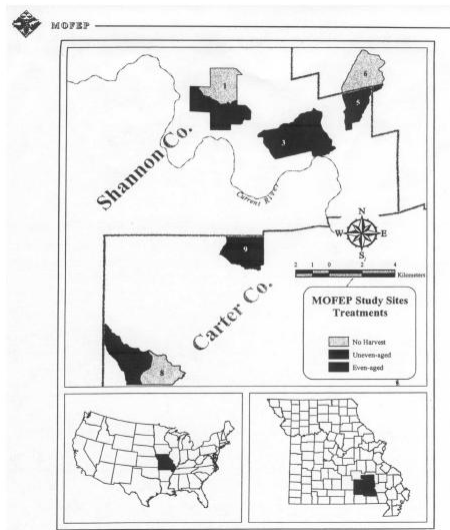 MOFEP
6
1
5
3
Shannon Co.
Current River
N
W E
S
9
2 1 0 2 4
Kilometers
Carter Co.
MOFEP Study Sites
Treatments
No Harvest
Uneven-aged
Even-aged
8